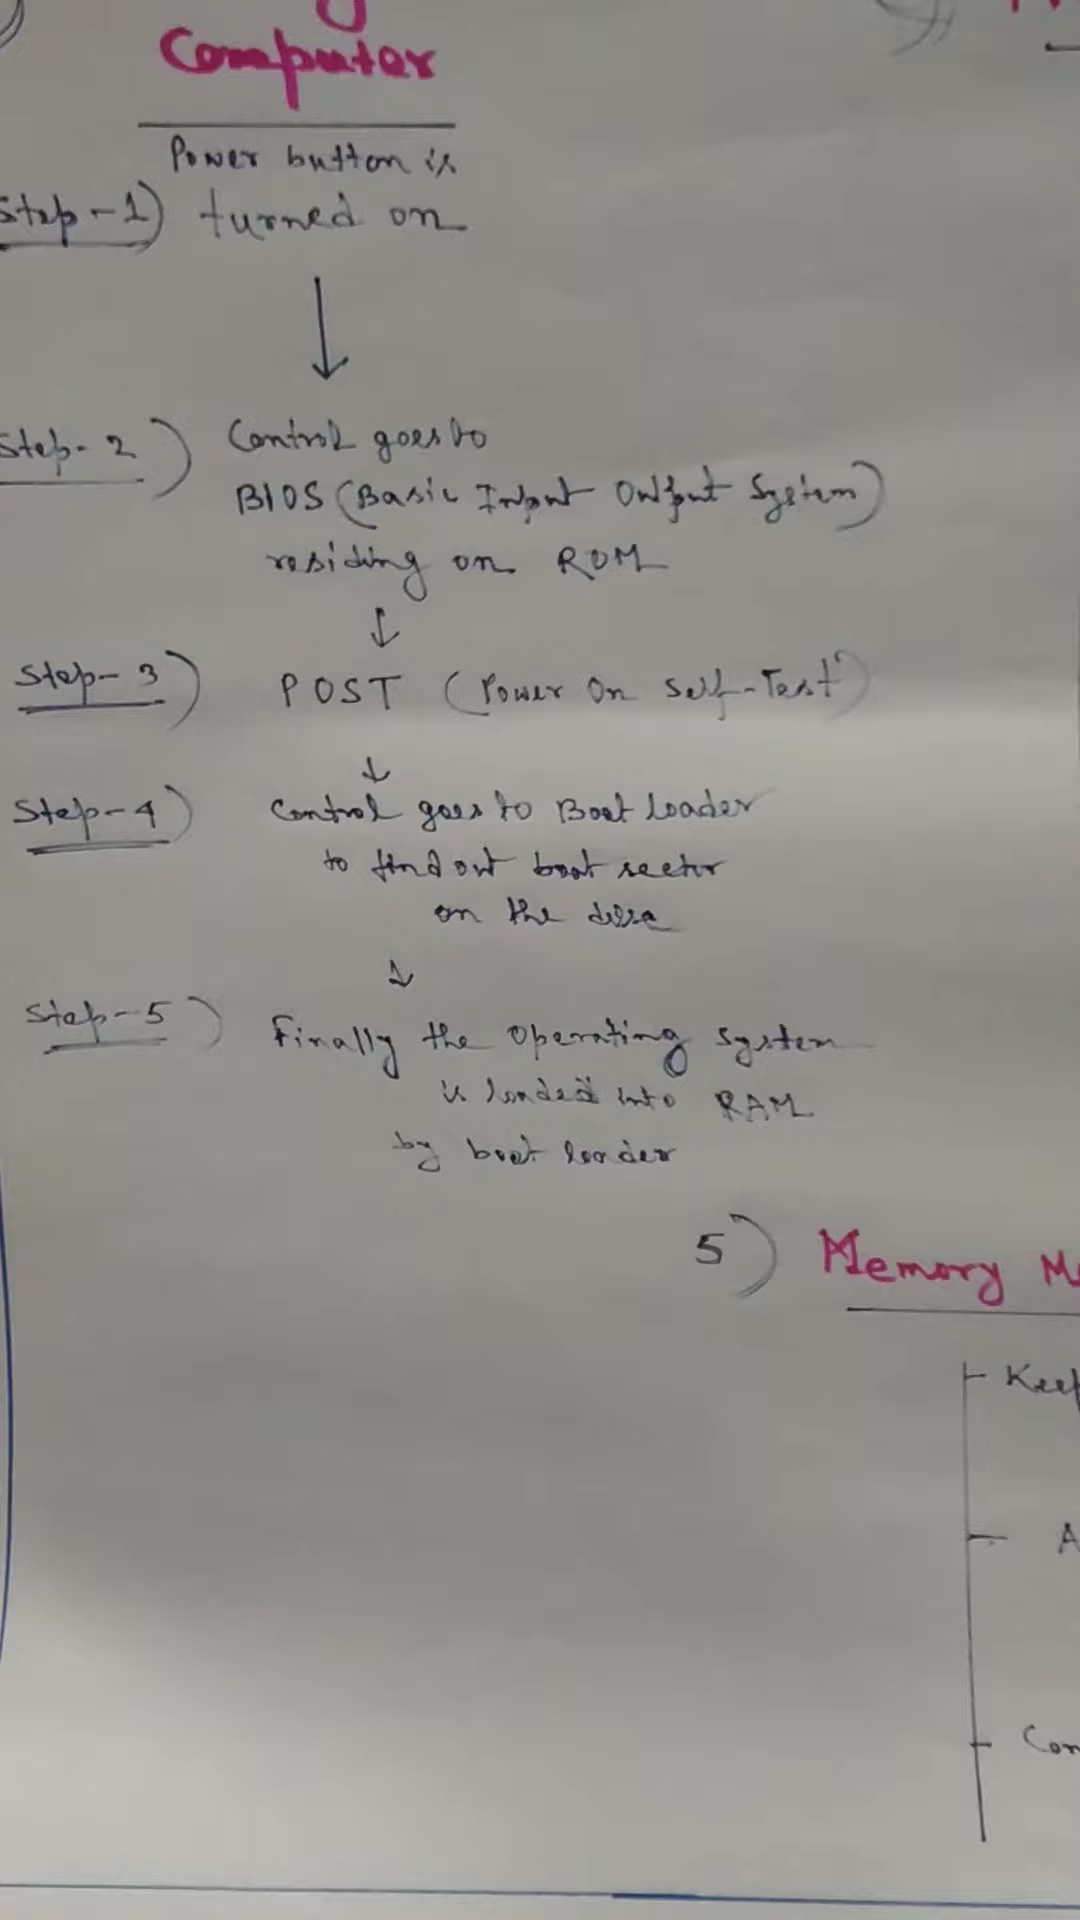 Computer
Power button is
Step-1) turned on
Step-2) Control goes to
BIOS (Basic Input Output System)
residing on ROM
Step-3) POST (Power On Self-Test)
Step-4) Control goes to Boot Loader
to find out boot sector
on the disc
Step-5) Finally the operating system
is loaded into RAM
by boot loader
5) Memory M
Keep
A
Con